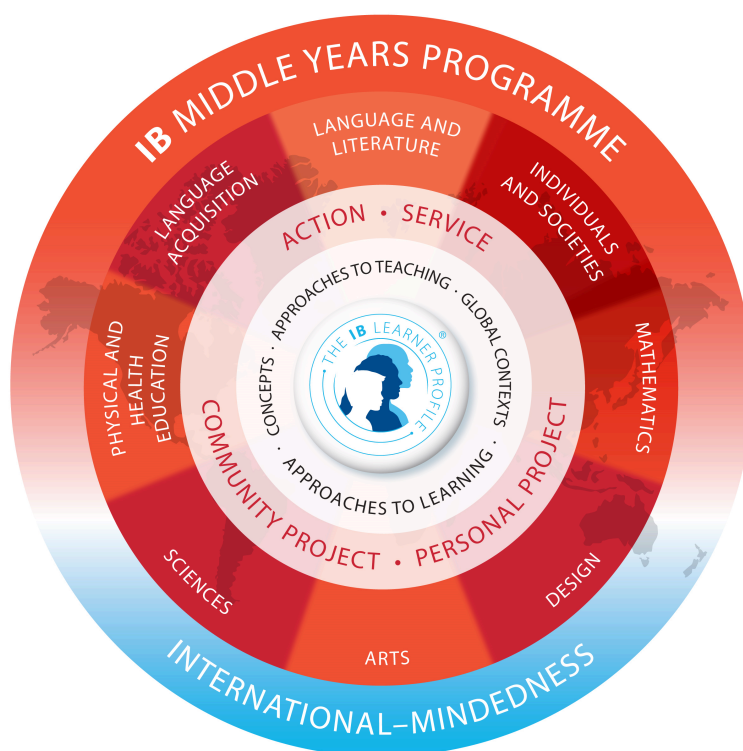 IB MIDDLE YEARS PROGRAMME
LANGUAGE AND
LITERATURE
INDIVIDUALS
AND SOCIETIES
MATHEMATICS
DESIGN
ARTS
SCIENCES
PHYSICAL AND
HEALTH
EDUCATION
LANGUAGE
ACQUISITION
ACTION • SERVICE
PERSONAL PROJECT
• COMMUNITY PROJECT
APPROACHES TO TEACHING ·
GLOBAL CONTEXTS ·
APPROACHES TO LEARNING ·
CONCEPTS ·
• THE IB LEARNER PROFILE • ®
INTERNATIONAL–MINDEDNESS